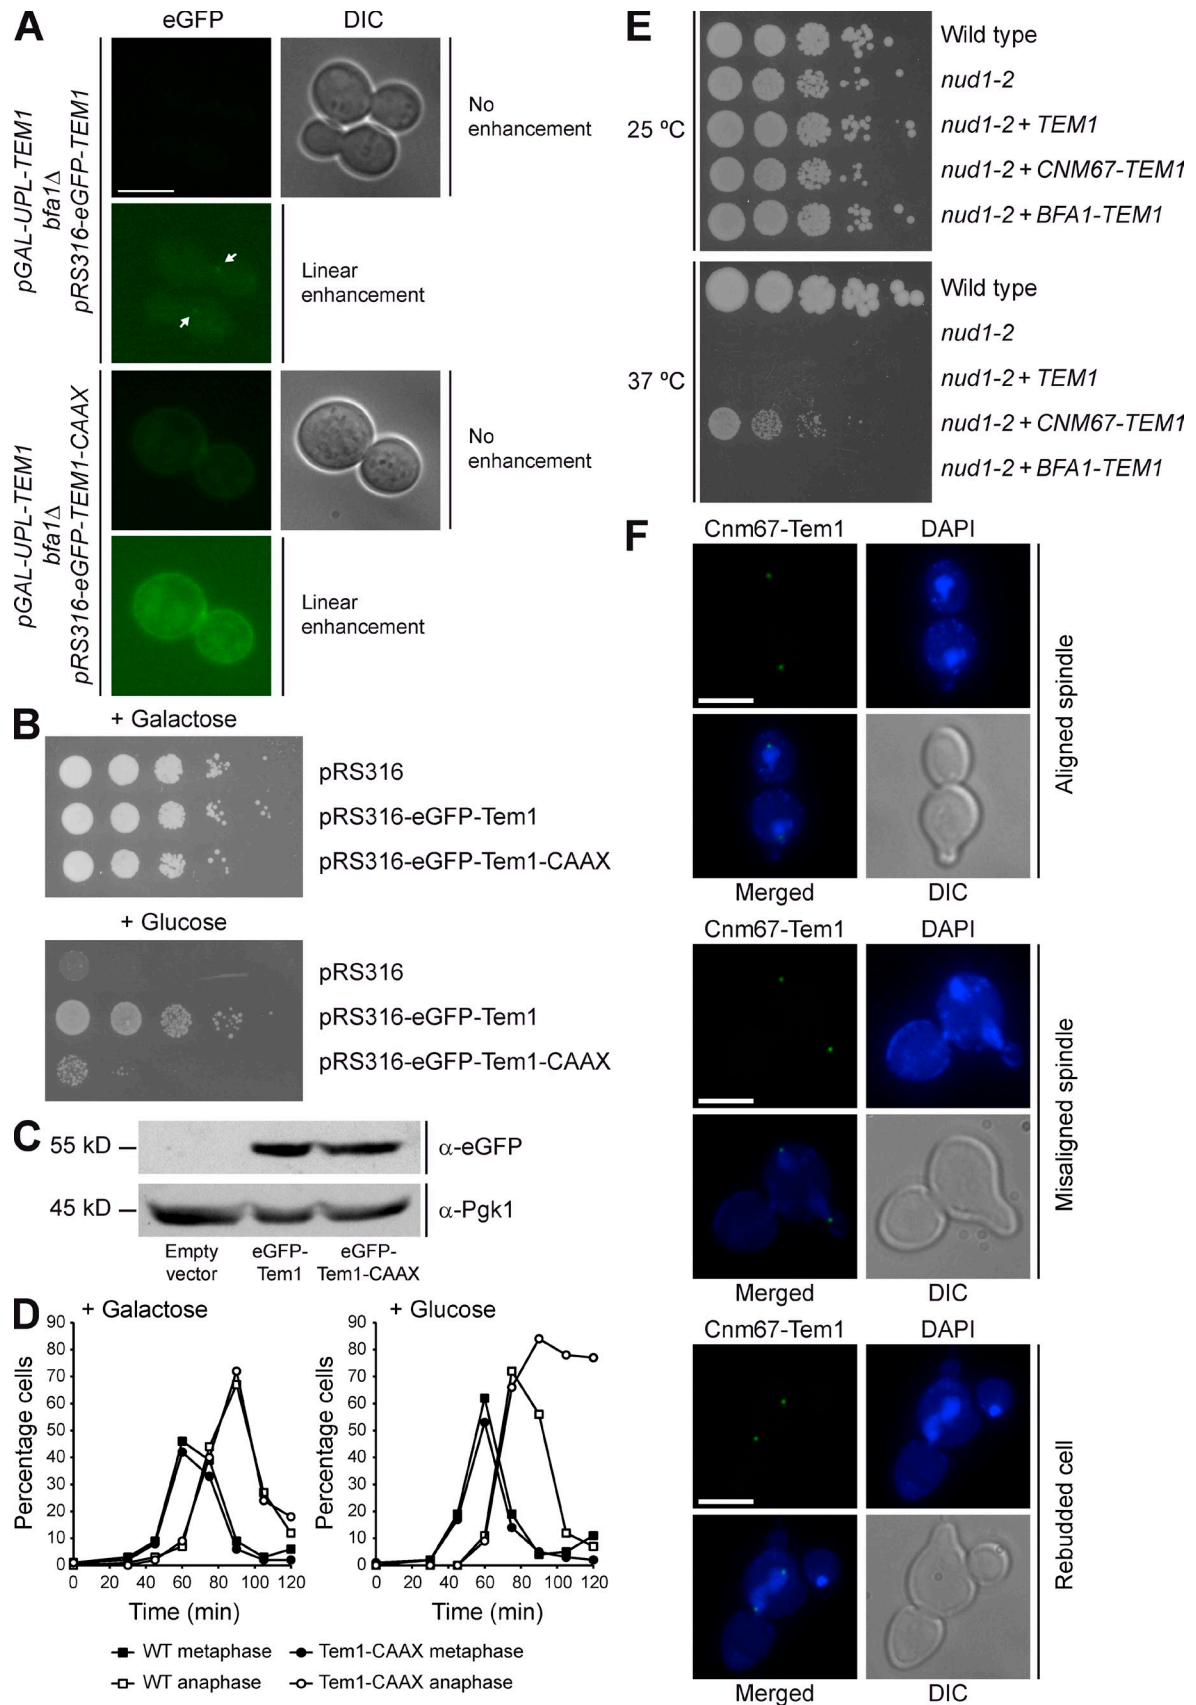 A
eGFP
DIC
pGAL-UPL-TEM1
bfa1Δ
pRS316-eGFP-TEM1
No
enhancement
Linear
enhancement
pGAL-UPL-TEM1
bfa1Δ
pRS316-eGFP-TEM1-CAAX
No
enhancement
Linear
enhancement
B
+ Galactose
pRS316
pRS316-eGFP-Tem1
pRS316-eGFP-Tem1-CAAX
+ Glucose
pRS316
pRS316-eGFP-Tem1
pRS316-eGFP-Tem1-CAAX
C
55 kD
α-eGFP
45 kD
α-Pgk1
Empty
vector
eGFP-
Tem1
eGFP-
Tem1-CAAX
D
+ Galactose
Percentage cells
90
80
70
60
50
40
30
20
10
0
0 20 40 60 80 100 120
Time (min)
+ Glucose
Percentage cells
90
80
70
60
50
40
30
20
10
0
0 20 40 60 80 100 120
Time (min)
WT metaphase
Tem1-CAAX metaphase
WT anaphase
Tem1-CAAX anaphase
E
25 ºC
Wild type
nud1-2
nud1-2 + TEM1
nud1-2 + CNM67-TEM1
nud1-2 + BFA1-TEM1
37 ºC
Wild type
nud1-2
nud1-2 + TEM1
nud1-2 + CNM67-TEM1
nud1-2 + BFA1-TEM1
F
Cnm67-Tem1
DAPI
Merged
DIC
Aligned spindle
Cnm67-Tem1
DAPI
Merged
DIC
Misaligned spindle
Cnm67-Tem1
DAPI
Merged
DIC
Rebudded cell